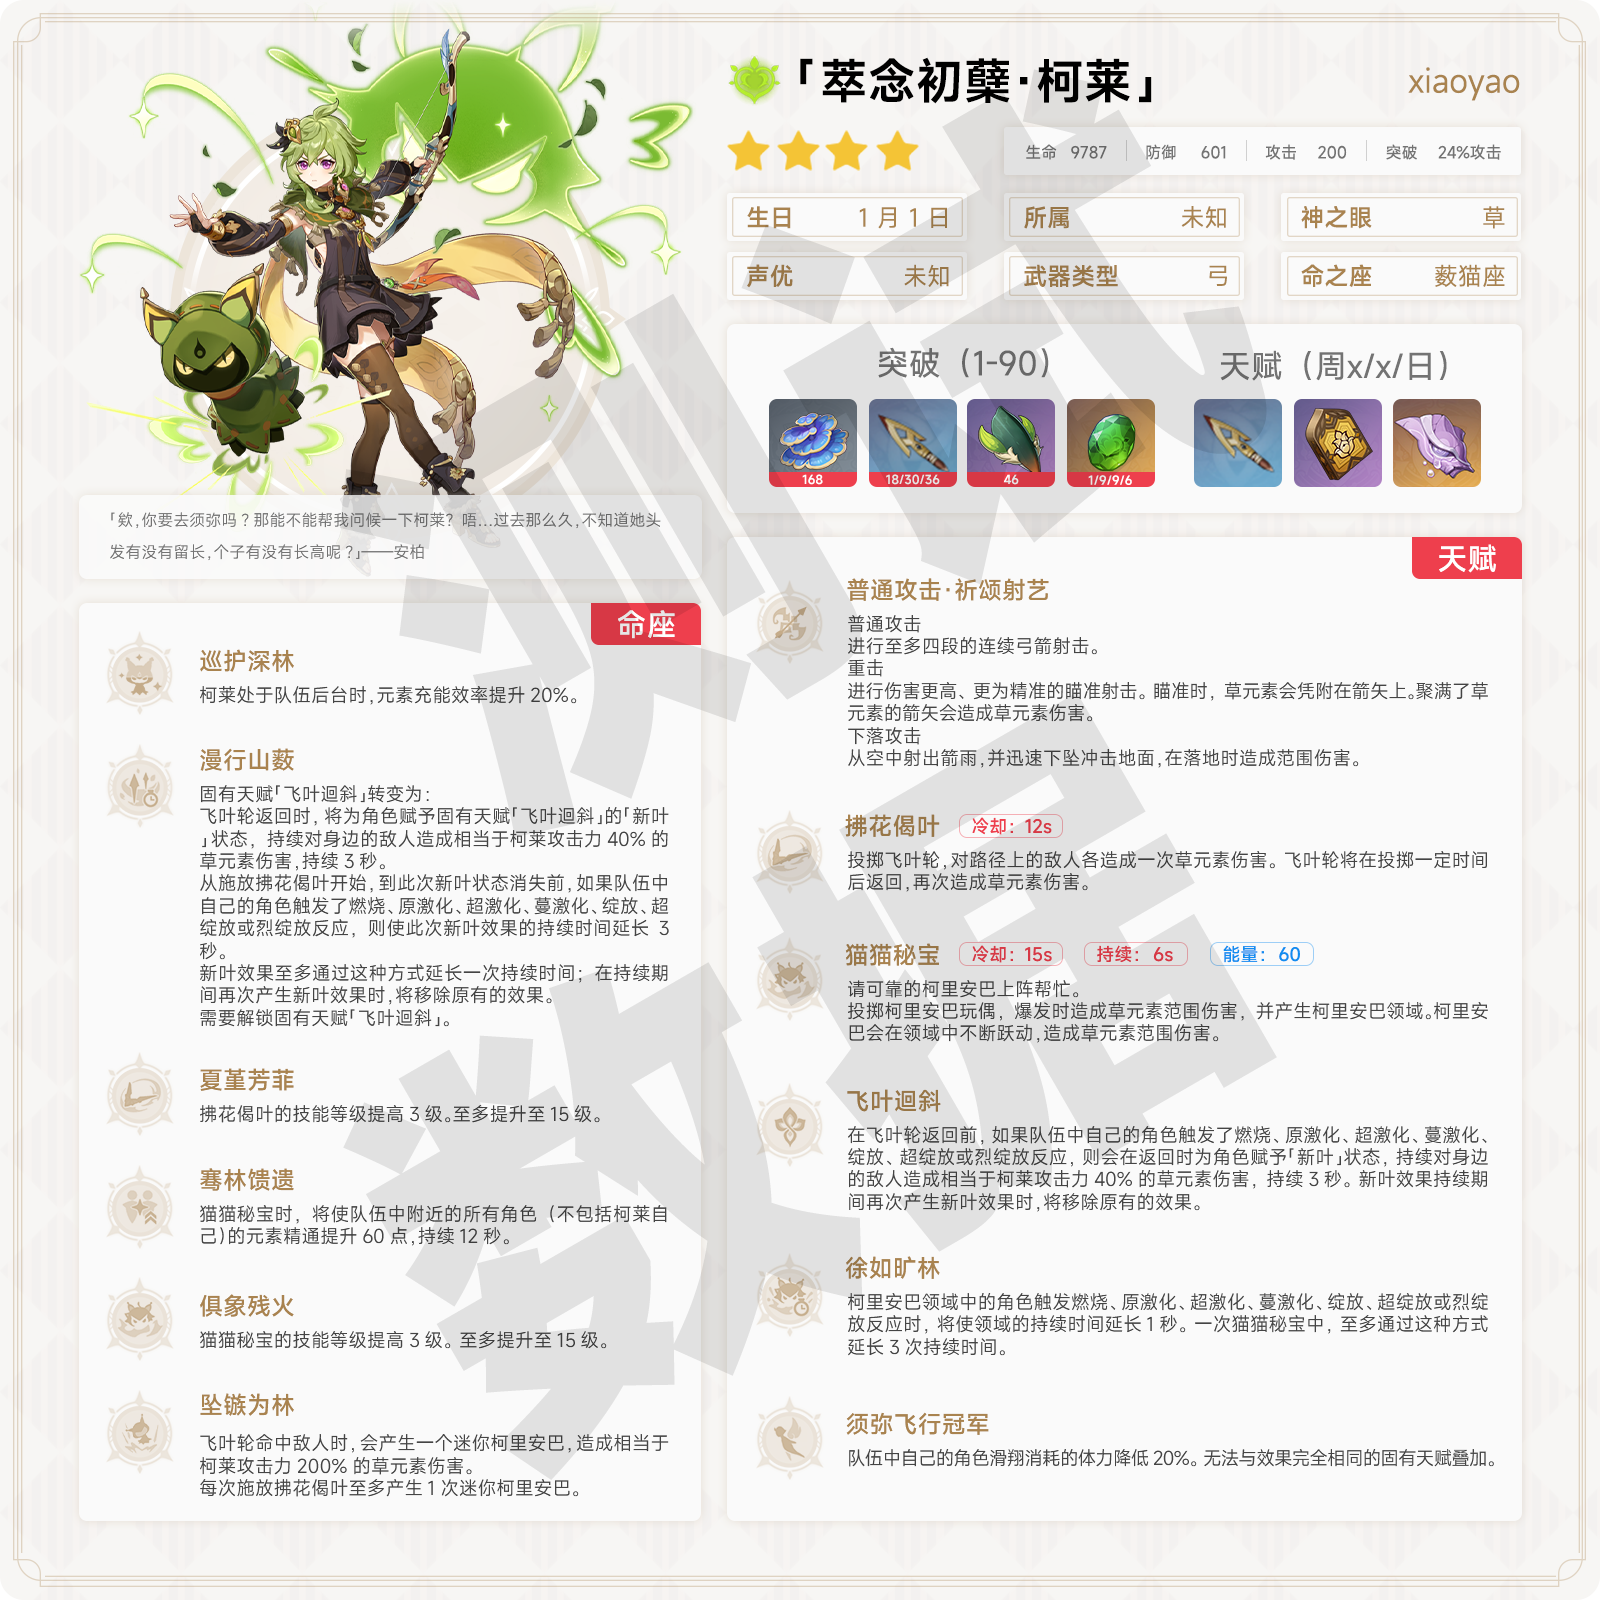 「萃念初蘖·柯莱」
xiaoyao
生命 9787 防御 601 攻击 200 突破 24%攻击
生日 1 月 1 日
所属 未知
神之眼 草
声优 未知
武器类型 弓
命之座 薮猫座
突破（1-90）
天赋（周x/x/日）
168
18/30/36
46
1/9/9/6
「欸,你要去须弥吗？那能不能帮我问候一下柯莱？唔...过去那么久,不知道她头
发有没有留长,个子有没有长高呢？」——安柏
命座
巡护深林
柯莱处于队伍后台时,元素充能效率提升 20%。
漫行山薮
固有天赋「飞叶迴斜」转变为：
飞叶轮返回时，将为角色赋予固有天赋「飞叶迴斜」的「新叶
」状态，持续对身边的敌人造成相当于柯莱攻击力 40% 的
草元素伤害,持续 3 秒。
从施放拂花偈叶开始,到此次新叶状态消失前,如果队伍中
自己的角色触发了燃烧、原激化、超激化、蔓激化、绽放、超
绽放或烈绽放反应，则使此次新叶效果的持续时间延长 3
秒。
新叶效果至多通过这种方式延长一次持续时间；在持续期
间再次产生新叶效果时,将移除原有的效果。
需要解锁固有天赋「飞叶迴斜」。
夏堇芳菲
拂花偈叶的技能等级提高 3 级。至多提升至 15 级。
骞林馈遗
猫猫秘宝时，将使队伍中附近的所有角色（不包括柯莱自
己）的元素精通提升 60 点,持续 12 秒。
俱象残火
猫猫秘宝的技能等级提高 3 级。至多提升至 15 级。
坠镞为林
飞叶轮命中敌人时,会产生一个迷你柯里安巴,造成相当于
柯莱攻击力 200% 的草元素伤害。
每次施放拂花偈叶至多产生 1 次迷你柯里安巴。
天赋
普通攻击·祈颂射艺
普通攻击
进行至多四段的连续弓箭射击。
重击
进行伤害更高、更为精准的瞄准射击。瞄准时，草元素会凭附在箭矢上。聚满了草
元素的箭矢会造成草元素伤害。
下落攻击
从空中射出箭雨,并迅速下坠冲击地面,在落地时造成范围伤害。
拂花偈叶 冷却：12s
投掷飞叶轮,对路径上的敌人各造成一次草元素伤害。飞叶轮将在投掷一定时间
后返回,再次造成草元素伤害。
猫猫秘宝 冷却：15s 持续：6s 能量：60
请可靠的柯里安巴上阵帮忙。
投掷柯里安巴玩偶，爆发时造成草元素范围伤害，并产生柯里安巴领域。柯里安
巴会在领域中不断跃动,造成草元素范围伤害。
飞叶迴斜
在飞叶轮返回前，如果队伍中自己的角色触发了燃烧、原激化、超激化、蔓激化、
绽放、超绽放或烈绽放反应，则会在返回时为角色赋予「新叶」状态，持续对身边
的敌人造成相当于柯莱攻击力 40% 的草元素伤害，持续 3 秒。新叶效果持续期
间再次产生新叶效果时,将移除原有的效果。
徐如旷林
柯里安巴领域中的角色触发燃烧、原激化、超激化、蔓激化、绽放、超绽放或烈绽
放反应时，将使领域的持续时间延长 1 秒。一次猫猫秘宝中，至多通过这种方式
延长 3 次持续时间。
须弥飞行冠军
队伍中自己的角色滑翔消耗的体力降低 20%。无法与效果完全相同的固有天赋叠加。
测试
数据